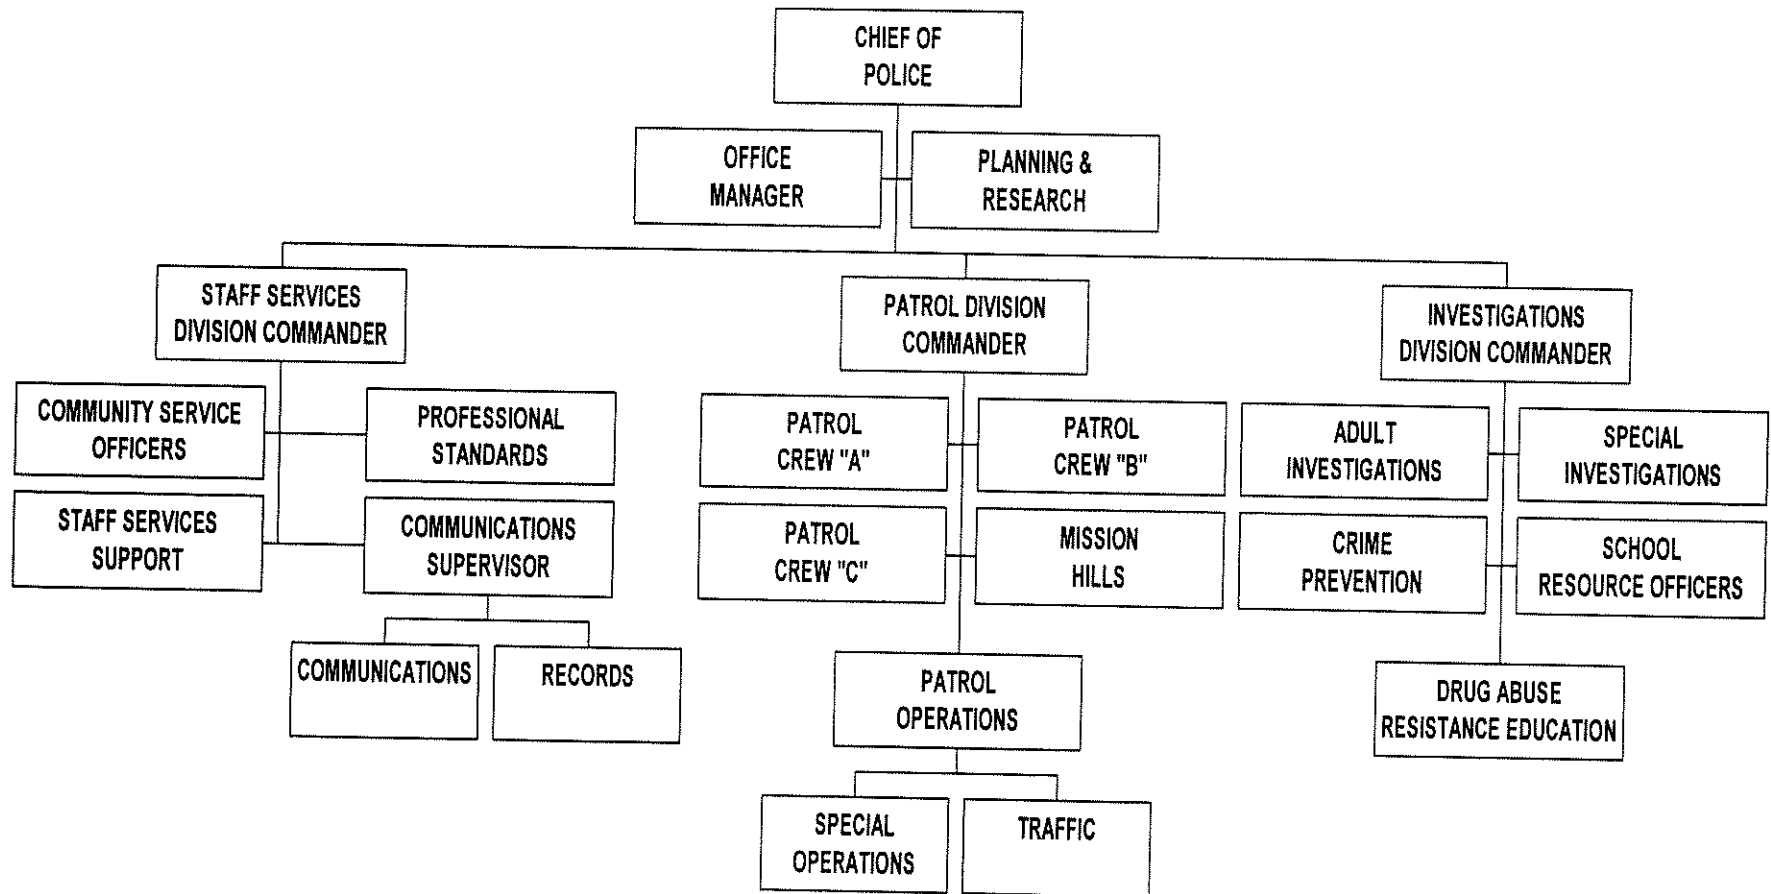 CHIEF OF
POLICE
OFFICE
MANAGER
PLANNING &
RESEARCH
STAFF SERVICES
DIVISION COMMANDER
PATROL DIVISION
COMMANDER
INVESTIGATIONS
DIVISION COMMANDER
COMMUNITY SERVICE
OFFICERS
PROFESSIONAL
STANDARDS
PATROL
CREW "A"
PATROL
CREW "B"
ADULT
INVESTIGATIONS
SPECIAL
INVESTIGATIONS
STAFF SERVICES
SUPPORT
COMMUNICATIONS
SUPERVISOR
PATROL
CREW "C"
MISSION
HILLS
CRIME
PREVENTION
SCHOOL
RESOURCE OFFICERS
COMMUNICATIONS
RECORDS
PATROL
OPERATIONS
DRUG ABUSE
RESISTANCE EDUCATION
SPECIAL
OPERATIONS
TRAFFIC